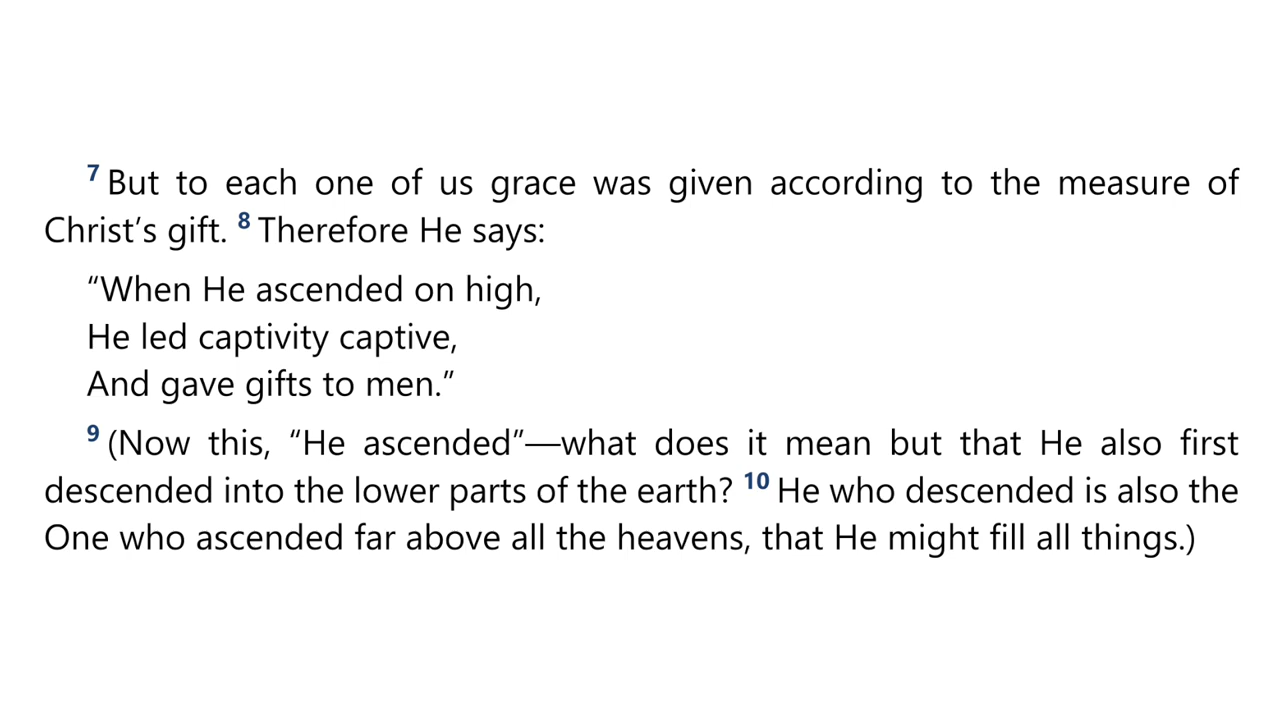 7 But to each one of us grace was given according to the measure of
Christ’s gift. 8 Therefore He says:
“When He ascended on high,
He led captivity captive,
And gave gifts to men.”
9 (Now this, “He ascended”—what does it mean but that He also first
descended into the lower parts of the earth? 10 He who descended is also the
One who ascended far above all the heavens, that He might fill all things.)